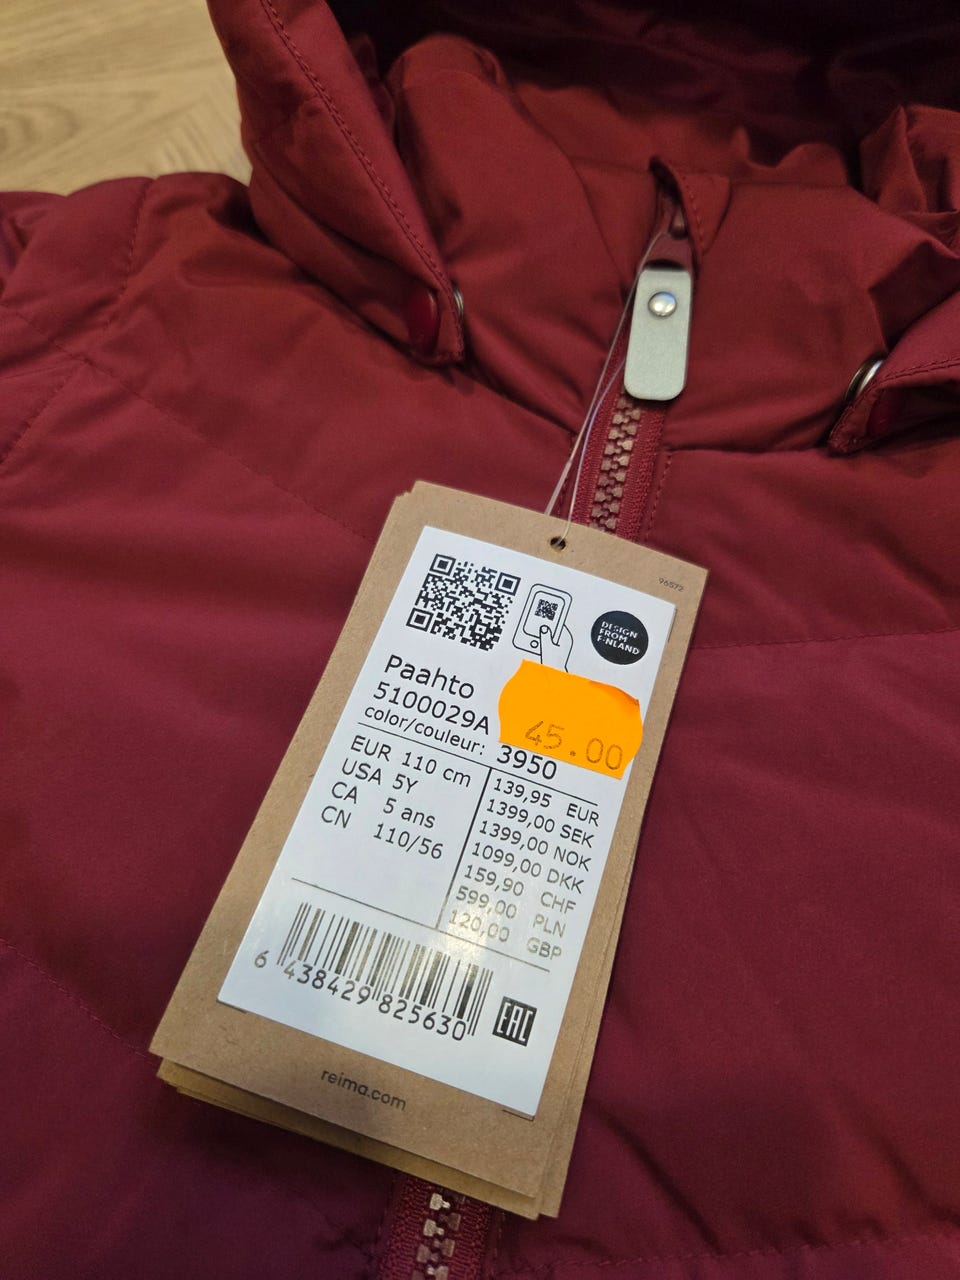 96572
DESIGN
FROM
FINLAND
Paahto
5100029A
45.00
color/couleur: 3950
EUR 110 cm
USA 5Y
CA 5 ans
CN 110/56
139,95 EUR
1399,00 SEK
1399,00 NOK
1099,00 DKK
159,90 CHF
599,00 PLN
120,00 GBP
6 438429 825630
EAC
reima.com